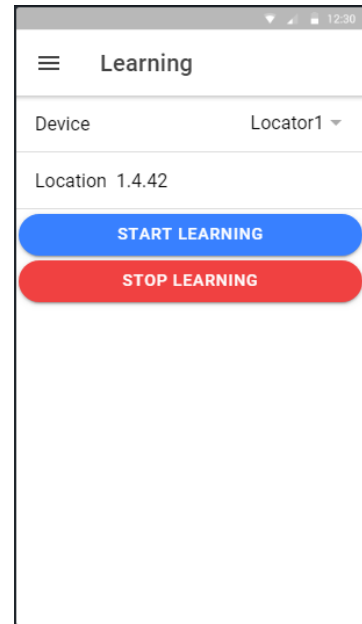 12:30
Learning
Device Locator1
Location 1.4.42
START LEARNING
STOP LEARNING